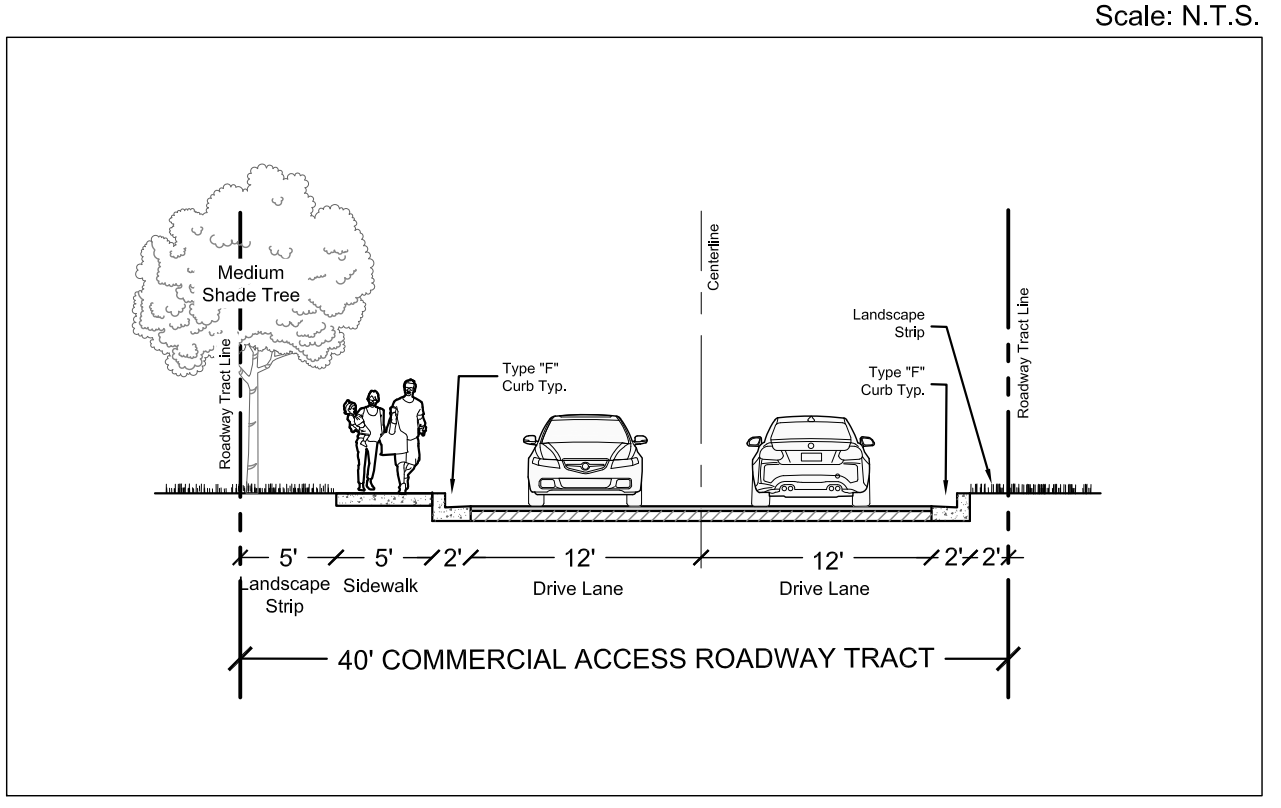 Scale: N.T.S.
Medium
Shade Tree
Roadway Tract Line
Type "F"
Curb Typ.
Centerline
Landscape
Strip
Type "F"
Curb Typ.
Roadway Tract Line
5' 5' 2' 12' 12' 2' 2'
Landscape
Strip
Sidewalk
Drive Lane
Drive Lane
40' COMMERCIAL ACCESS ROADWAY TRACT